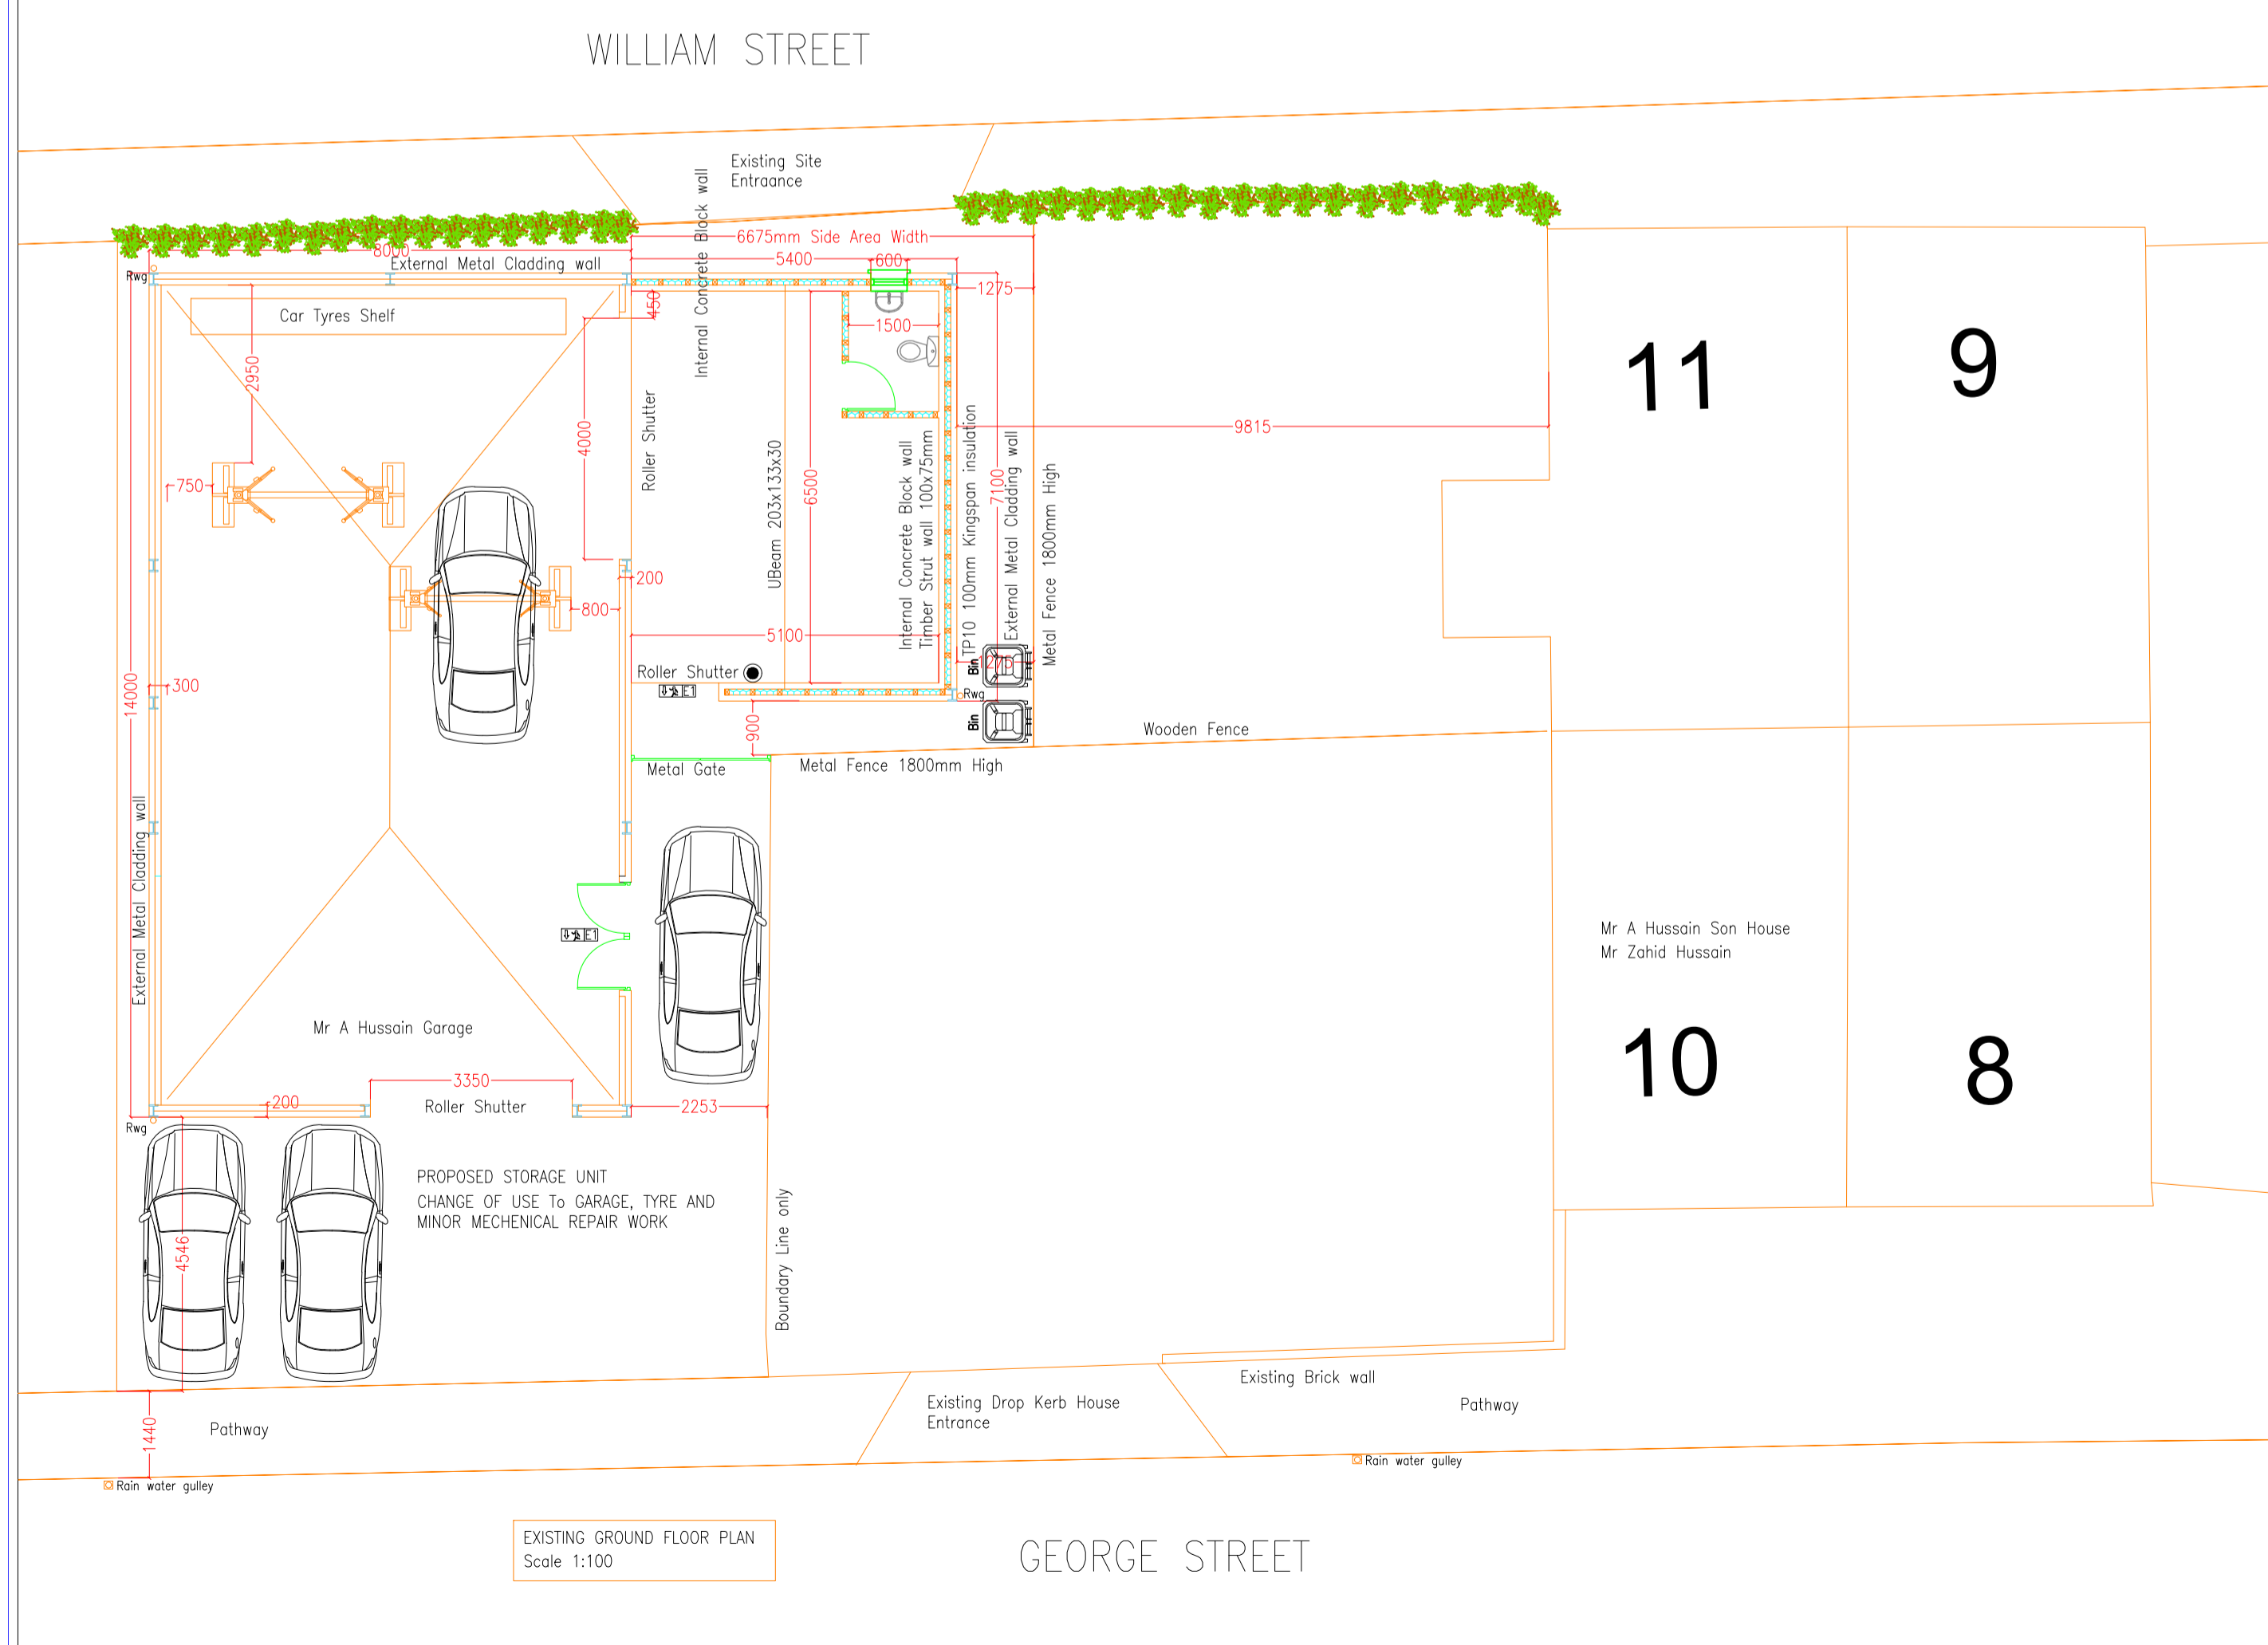 WILLIAM STREET
Existing Site
Entraance
Internal Concrete Block wall
6675mm Side Area Width
8000
External Metal Cladding wall
5400
600
Rwg
1275
450
Car Tyres Shelf
1500
2950
11
9
Roller Shutter
4000
9815
UBeam 203x133x30
6500
Internal Concrete Block wall
Timber Strut wall 100x75mm
TP10 100mm Kingspan insulation
7100
External Metal Cladding wall
Metal Fence 1800mm High
750
200
800
5100
Roller Shutter
E1
Bin
1275
Rwg
Bin
14000
300
900
Wooden Fence
Metal Gate
Metal Fence 1800mm High
External Metal Cladding wall
E1
Mr A Hussain Son House
Mr Zahid Hussain
Mr A Hussain Garage
10
8
3350
200
Roller Shutter
2253
Rwg
PROPOSED STORAGE UNIT
CHANGE OF USE To GARAGE, TYRE AND
MINOR MECHENICAL REPAIR WORK
4546
Boundary Line only
Existing Brick wall
Existing Drop Kerb House
Entrance
Pathway
1440
Pathway
Rain water gulley
Rain water gulley
EXISTING GROUND FLOOR PLAN
Scale 1:100
GEORGE STREET